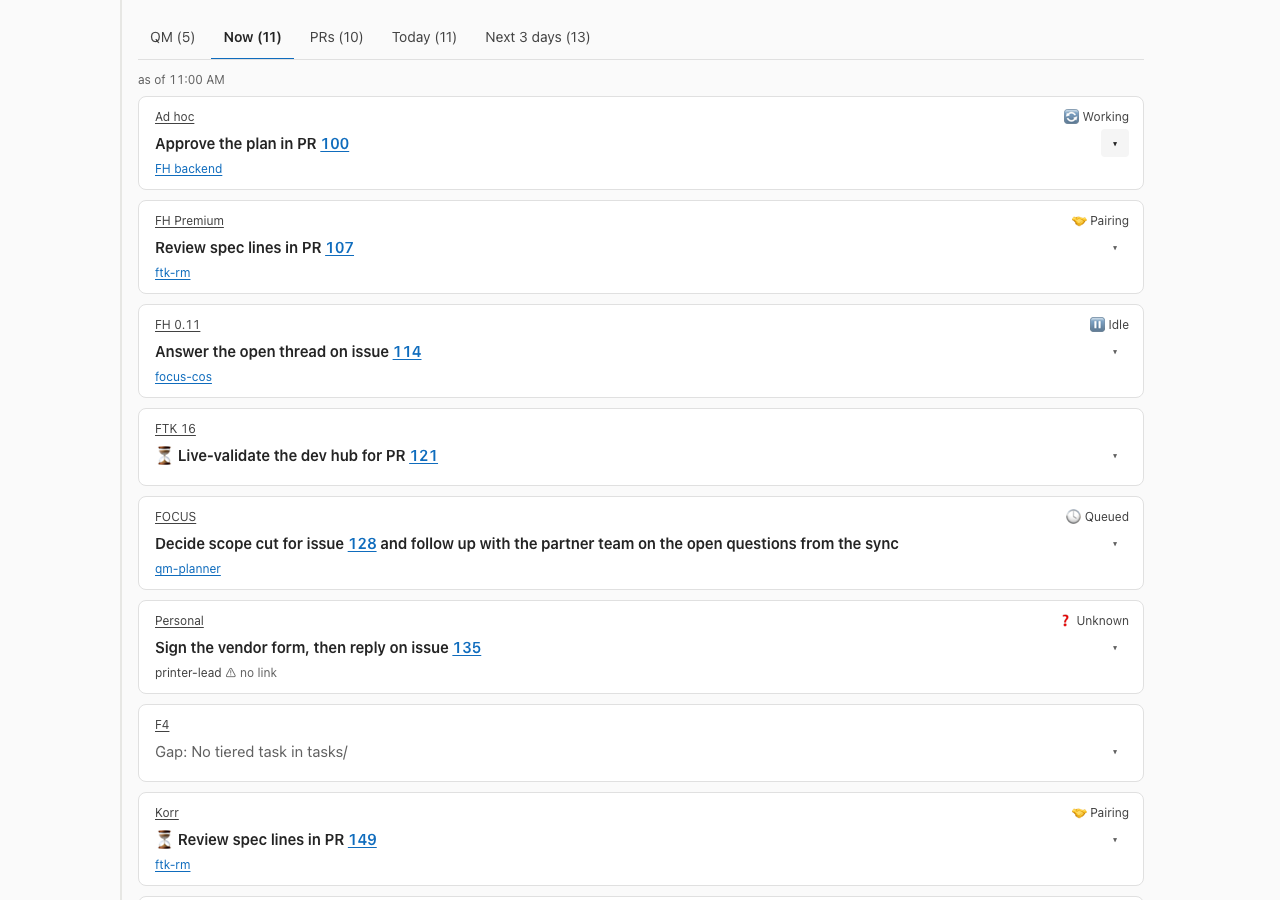 QM (5) Now (11) PRs (10) Today (11) Next 3 days (13)
as of 11:00 AM
Ad hoc 🔄 Working
Approve the plan in PR 100 ▾
FH backend
FH Premium 🤝 Pairing
Review spec lines in PR 107 ▾
ftk-rm
FH 0.11 ⏸️ Idle
Answer the open thread on issue 114 ▾
focus-cos
FTK 16
⏳ Live-validate the dev hub for PR 121 ▾
FOCUS 🕓 Queued
Decide scope cut for issue 128 and follow up with the partner team on the open questions from the sync ▾
qm-planner
Personal ❓ Unknown
Sign the vendor form, then reply on issue 135 ▾
printer-lead ⚠ no link
F4
Gap: No tiered task in tasks/ ▾
Korr 🤝 Pairing
⏳ Review spec lines in PR 149 ▾
ftk-rm